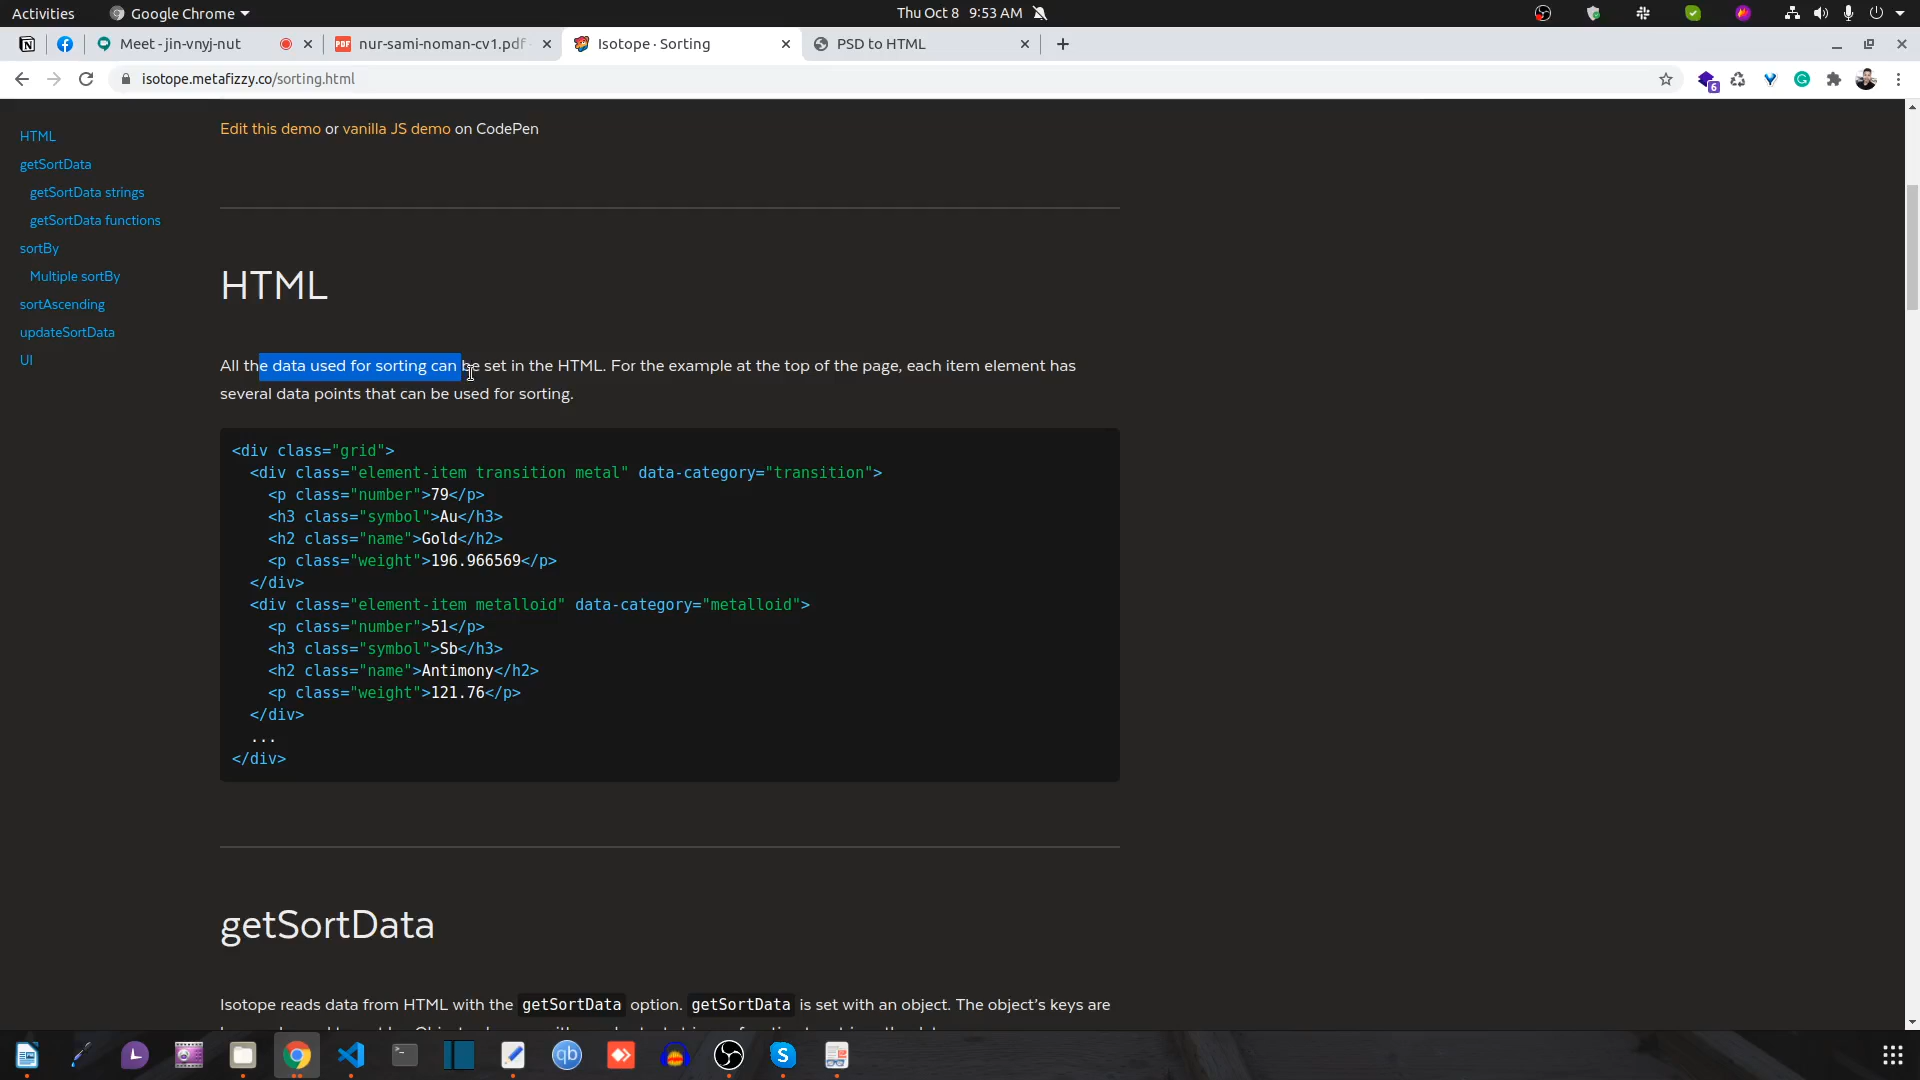 Activities
Google Chrome
Thu Oct 8 9:53 AM
Meet - jin-vnyj-nut
PDF
nur-sami-noman-cv1.pdf
Isotope · Sorting
PSD to HTML
isotope.metafizzy.co/sorting.html
6
Edit this demo or vanilla JS demo on CodePen
HTML
getSortData
getSortData strings
getSortData functions
sortBy
Multiple sortBy
sortAscending
updateSortData
UI
HTML
All the data used for sorting can be set in the HTML. For the example at the top of the page, each item element has
several data points that can be used for sorting.
<div class="grid">
<div class="element-item transition metal" data-category="transition">
<p class="number">79</p>
<h3 class="symbol">Au</h3>
<h2 class="name">Gold</h2>
<p class="weight">196.966569</p>
</div>
<div class="element-item metalloid" data-category="metalloid">
<p class="number">51</p>
<h3 class="symbol">Sb</h3>
<h2 class="name">Antimony</h2>
<p class="weight">121.76</p>
</div>
...
</div>
getSortData
Isotope reads data from HTML with the getSortData option. getSortData is set with an object. The object's keys are
qb